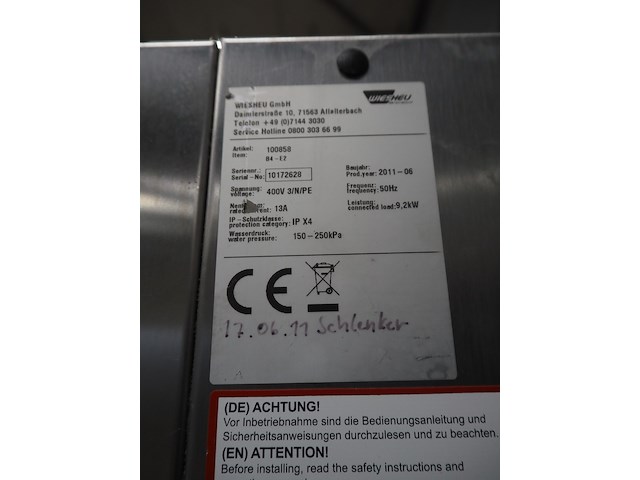 WIESHEU GmbH
WIESHEU
Daimlerstraße 10, 71563 Affalterbach
Telefon +49 (0)7144 3030
Service Hotline 0800 303 66 99
Artikel: 100858
Item: B4-E2
Seriennr.: Baujahr:
Serial-No: 10172628 Prod.year: 2011-06
Spannung: 400V 3/N/PE Frequenz:
voltage: frequency: 50Hz
13A Leistung:
connected load: 9,2kW
IP-Schutzklasse:
protection category: IP X4
Wasserdruck:
water pressure: 150-250kPa
CE
17.06.11 Schlenker
(DE) ACHTUNG!
Vor Inbetriebnahme sind die Bedienungsanleitung und
Sicherheitsanweisungen durchzulesen und zu beachten.
(EN) ATTENTION!
Before installing, read the safety instructions and